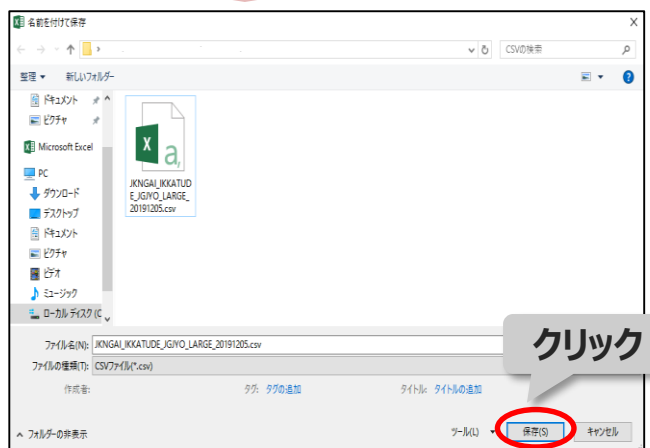 名前を付けて保存
CSVの検索
整理 新しいフォルダー
ドキュメント
ピクチャ
Microsoft Excel
PC
ダウンロード
デスクトップ
ドキュメント
ピクチャ
ビデオ
ミュージック
ローカル ディスク (C
JKNGAI_IKKATUD
E_JGJYO_LARGE_
20191205.csv
ファイル名(N): JKNGAI_IKKATUDE_JGJYO_LARGE_20191205.csv
ファイルの種類(T): CSVファイル(*.csv)
作成者: タグ: タグの追加 タイトル: タイトルの追加
クリック
フォルダーの非表示 ツール(L) 保存(S) キャンセル